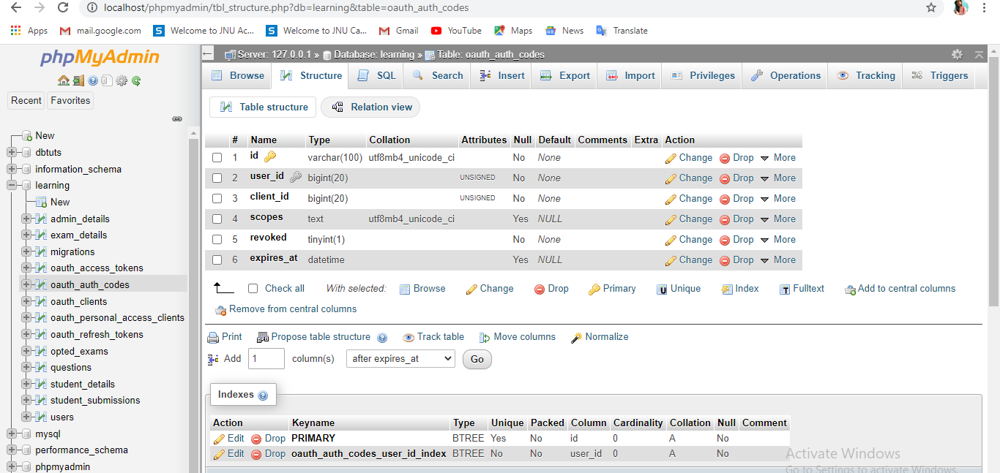 localhost/phpmyadmin/tbl_structure.php?db=learning&table=oauth_auth_codes
Apps mail.google.com Welcome to JNU Ac... Welcome to JNU Ca... Gmail YouTube Maps News Translate
phpMyAdmin
Recent Favorites
New
dbtuts
information_schema
learning
New
admin_details
exam_details
migrations
oauth_access_tokens
oauth_auth_codes
oauth_clients
oauth_personal_access_clients
oauth_refresh_tokens
opted_exams
questions
student_details
student_submissions
users
mysql
performance_schema
phpmyadmin
Server: 127.0.0.1 » Database: learning » Table: oauth_auth_codes
Browse Structure SQL Search Insert Export Import Privileges Operations Tracking Triggers
Table structure Relation view
# Name Type Collation Attributes Null Default Comments Extra Action
1 id varchar(100) utf8mb4_unicode_ci No None Change Drop More
2 user_id bigint(20) UNSIGNED No None Change Drop More
3 client_id bigint(20) UNSIGNED No None Change Drop More
4 scopes text utf8mb4_unicode_ci Yes NULL Change Drop More
5 revoked tinyint(1) No None Change Drop More
6 expires_at datetime Yes NULL Change Drop More
Check all With selected: Browse Change Drop Primary Unique Index Fulltext Add to central columns
Remove from central columns
Print Propose table structure Track table Move columns Normalize
Add 1 column(s) after expires_at Go
Indexes
Action Keyname Type Unique Packed Column Cardinality Collation Null Comment
Edit Drop PRIMARY BTREE Yes No id 0 A No
Edit Drop oauth_auth_codes_user_id_index BTREE No No user_id 0 A No
Activate Windows
Go to Settings to activate Windows.